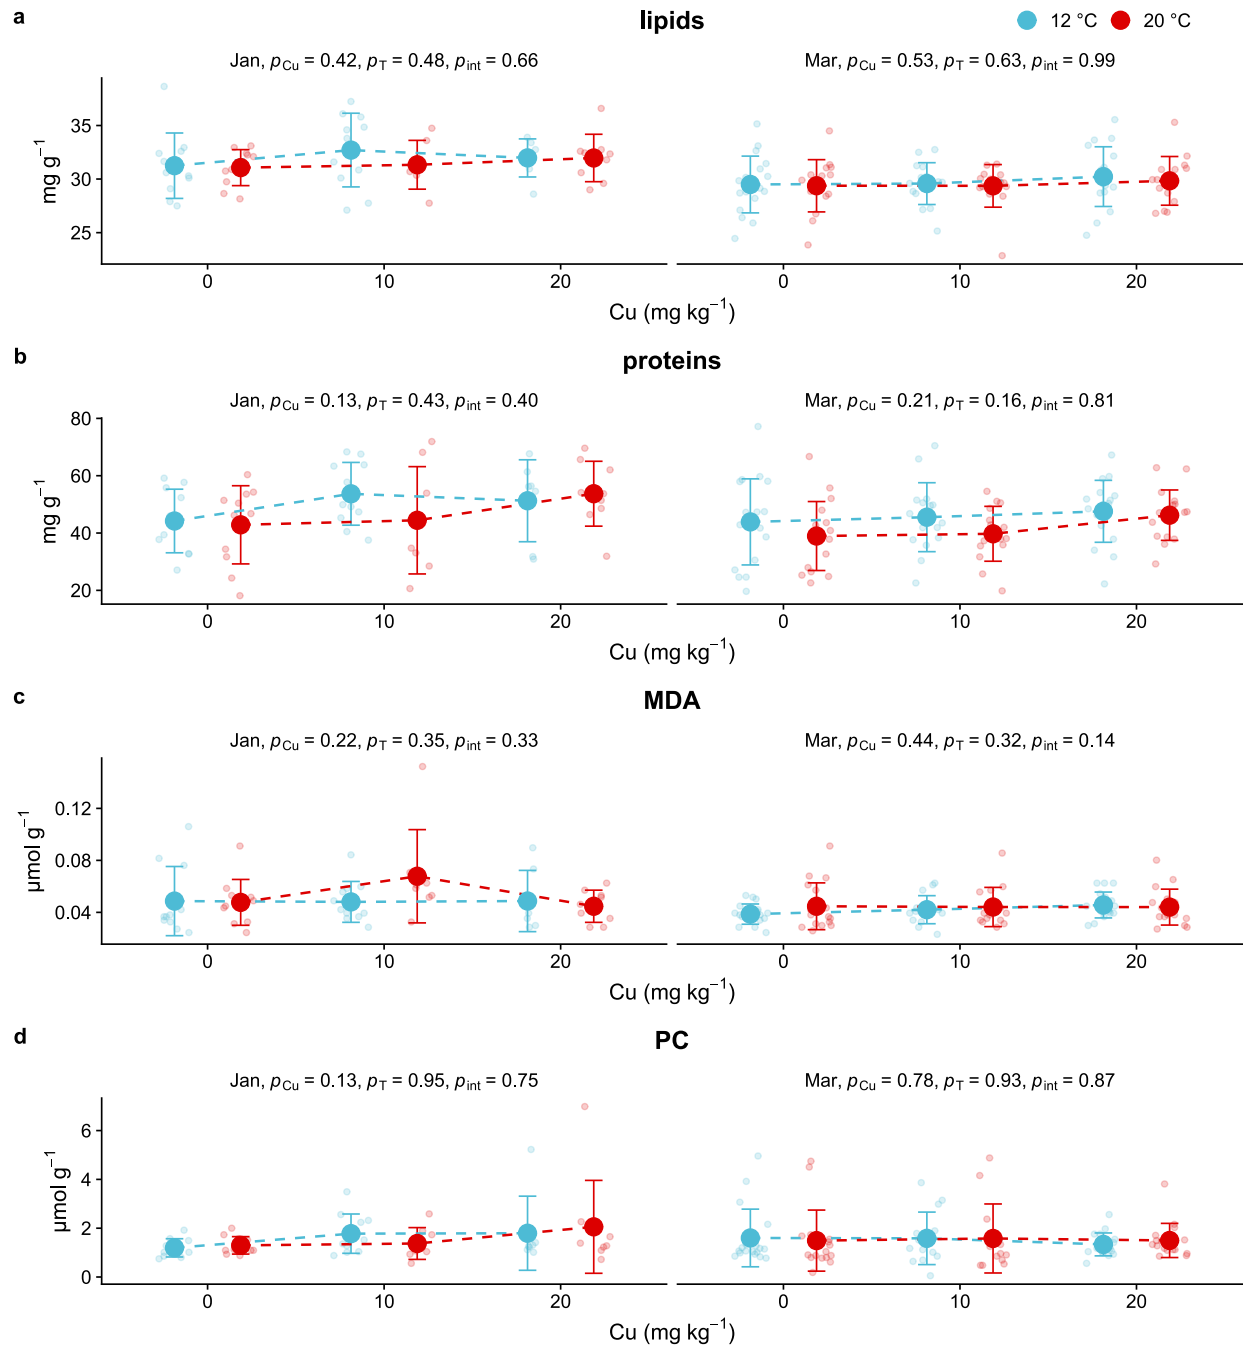 a
lipids
12 °C
20 °C
Jan, pCu = 0.42, pT = 0.48, pint = 0.66
Mar, pCu = 0.53, pT = 0.63, pint = 0.99
mg g⁻¹
35
30
25
0
10
20
0
10
20
Cu (mg kg⁻¹)
b
proteins
Jan, pCu = 0.13, pT = 0.43, pint = 0.40
Mar, pCu = 0.21, pT = 0.16, pint = 0.81
mg g⁻¹
80
60
40
20
0
10
20
0
10
20
Cu (mg kg⁻¹)
c
MDA
Jan, pCu = 0.22, pT = 0.35, pint = 0.33
Mar, pCu = 0.44, pT = 0.32, pint = 0.14
µmol g⁻¹
0.12
0.08
0.04
0
10
20
0
10
20
Cu (mg kg⁻¹)
d
PC
Jan, pCu = 0.13, pT = 0.95, pint = 0.75
Mar, pCu = 0.78, pT = 0.93, pint = 0.87
µmol g⁻¹
6
4
2
0
0
10
20
0
10
20
Cu (mg kg⁻¹)